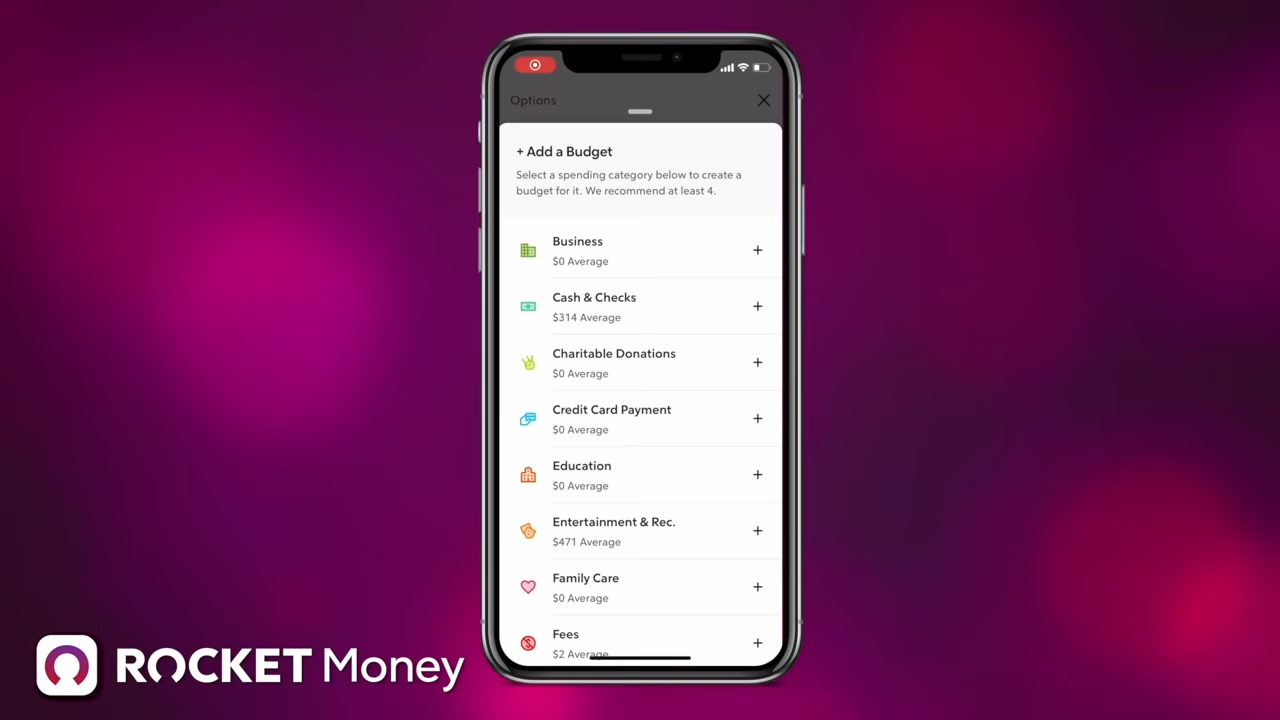 Options
+ Add a Budget
Select a spending category below to create a
budget for it. We recommend at least 4.
Business
$0 Average
Cash & Checks
$314 Average
Charitable Donations
$0 Average
Credit Card Payment
$0 Average
Education
$0 Average
Entertainment & Rec.
$471 Average
Family Care
$0 Average
Fees
$2 Average
ROCKET Money